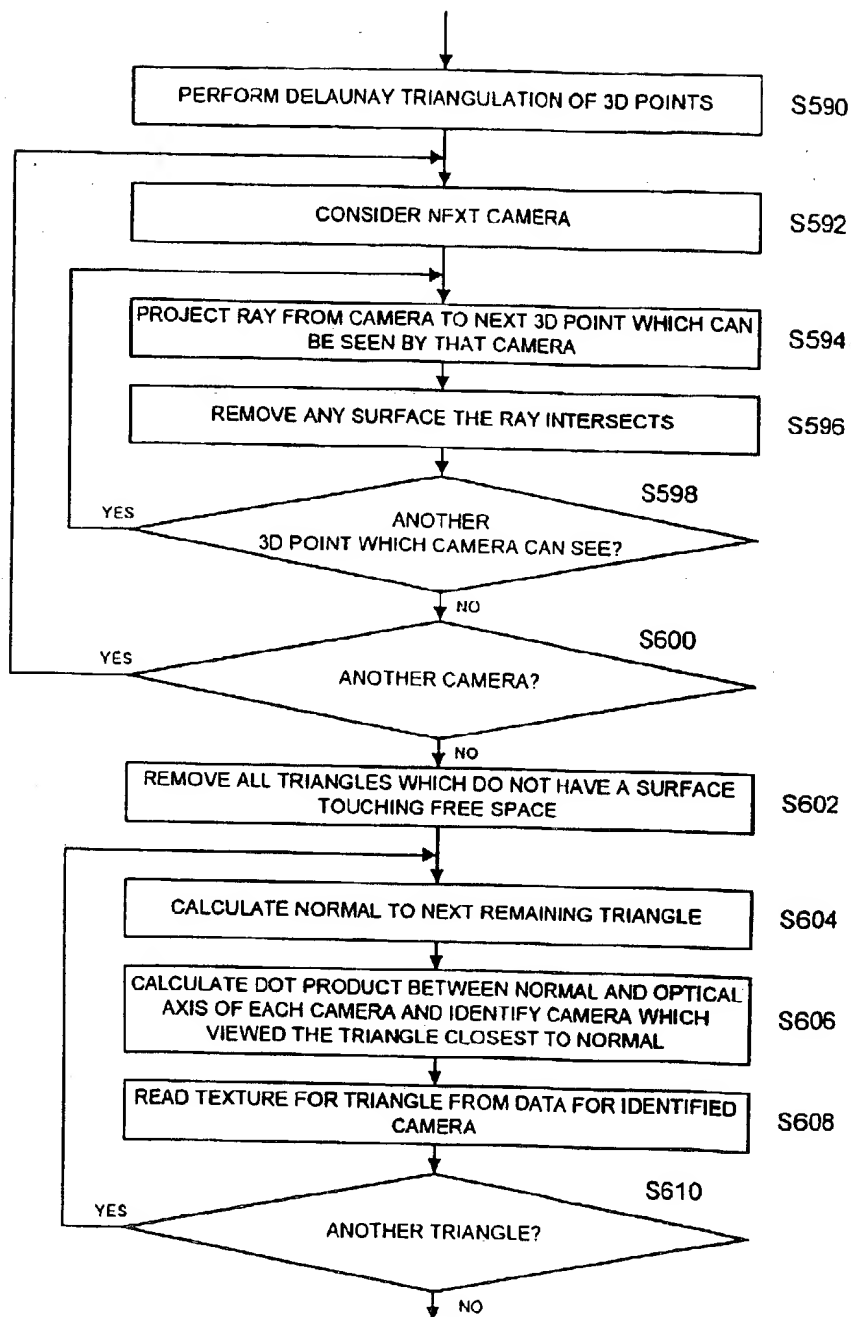 PERFORM DELAUNAY TRIANGULATION OF 3D POINTS
S590
CONSIDER NEXT CAMERA
S592
PROJECT RAY FROM CAMERA TO NEXT 3D POINT WHICH CAN
BE SEEN BY THAT CAMERA
S594
REMOVE ANY SURFACE THE RAY INTERSECTS
S596
S598
YES
ANOTHER
3D POINT WHICH CAMERA CAN SEE?
NO
S600
YES
ANOTHER CAMERA?
NO
REMOVE ALL TRIANGLES WHICH DO NOT HAVE A SURFACE
TOUCHING FREE SPACE
S602
CALCULATE NORMAL TO NEXT REMAINING TRIANGLE
S604
CALCULATE DOT PRODUCT BETWEEN NORMAL AND OPTICAL
AXIS OF EACH CAMERA AND IDENTIFY CAMERA WHICH
VIEWED THE TRIANGLE CLOSEST TO NORMAL
S606
READ TEXTURE FOR TRIANGLE FROM DATA FOR IDENTIFIED
CAMERA
S608
S610
YES
ANOTHER TRIANGLE?
NO